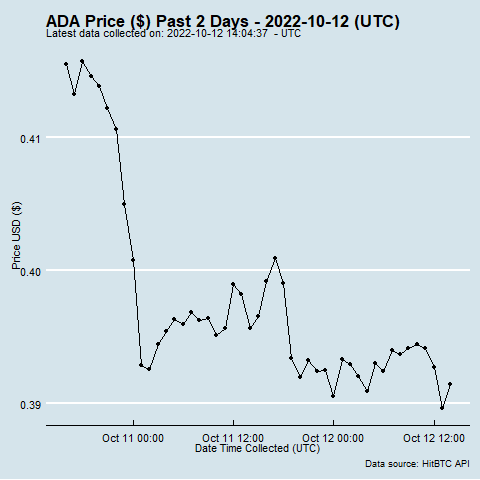 ADA Price ($) Past 2 Days - 2022-10-12 (UTC)
Latest data collected on: 2022-10-12 14:04:37 - UTC
0.41
0.40
0.39
Price USD ($)
Oct 11 00:00 Oct 11 12:00 Oct 12 00:00 Oct 12 12:00
Date Time Collected (UTC)
Data source: HitBTC API